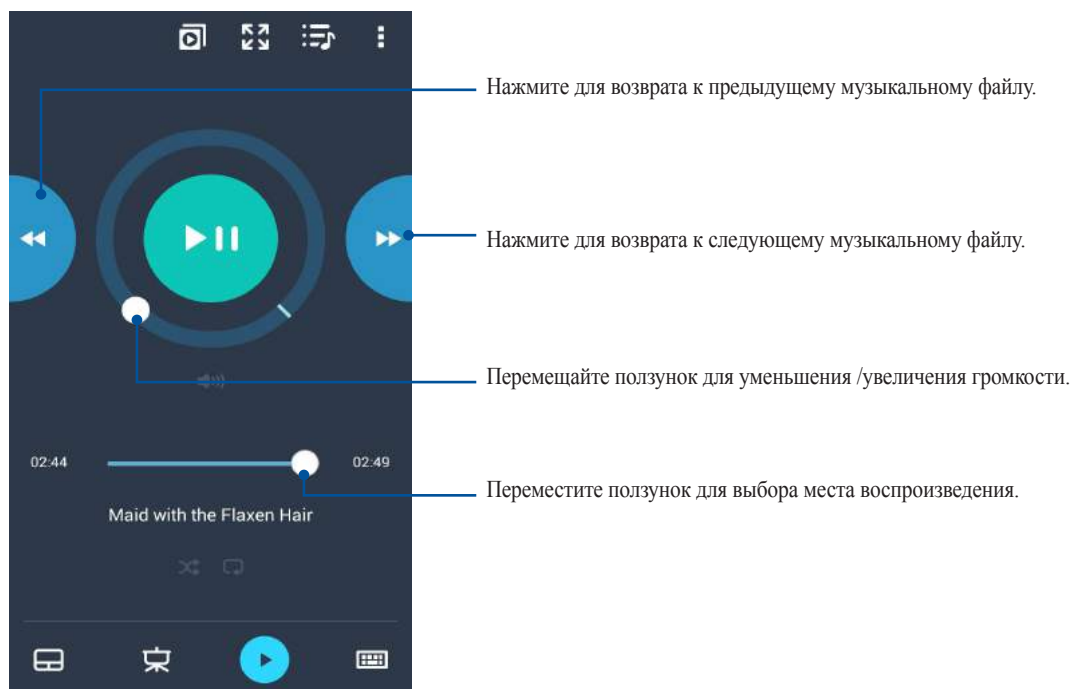 Нажмите для возврата к предыдущему музыкальному файлу.
Нажмите для возврата к следующему музыкальному файлу.
Перемещайте ползунок для уменьшения /увеличения громкости.
02:44
02:49
Переместите ползунок для выбора места воспроизведения.
Maid with the Flaxen Hair